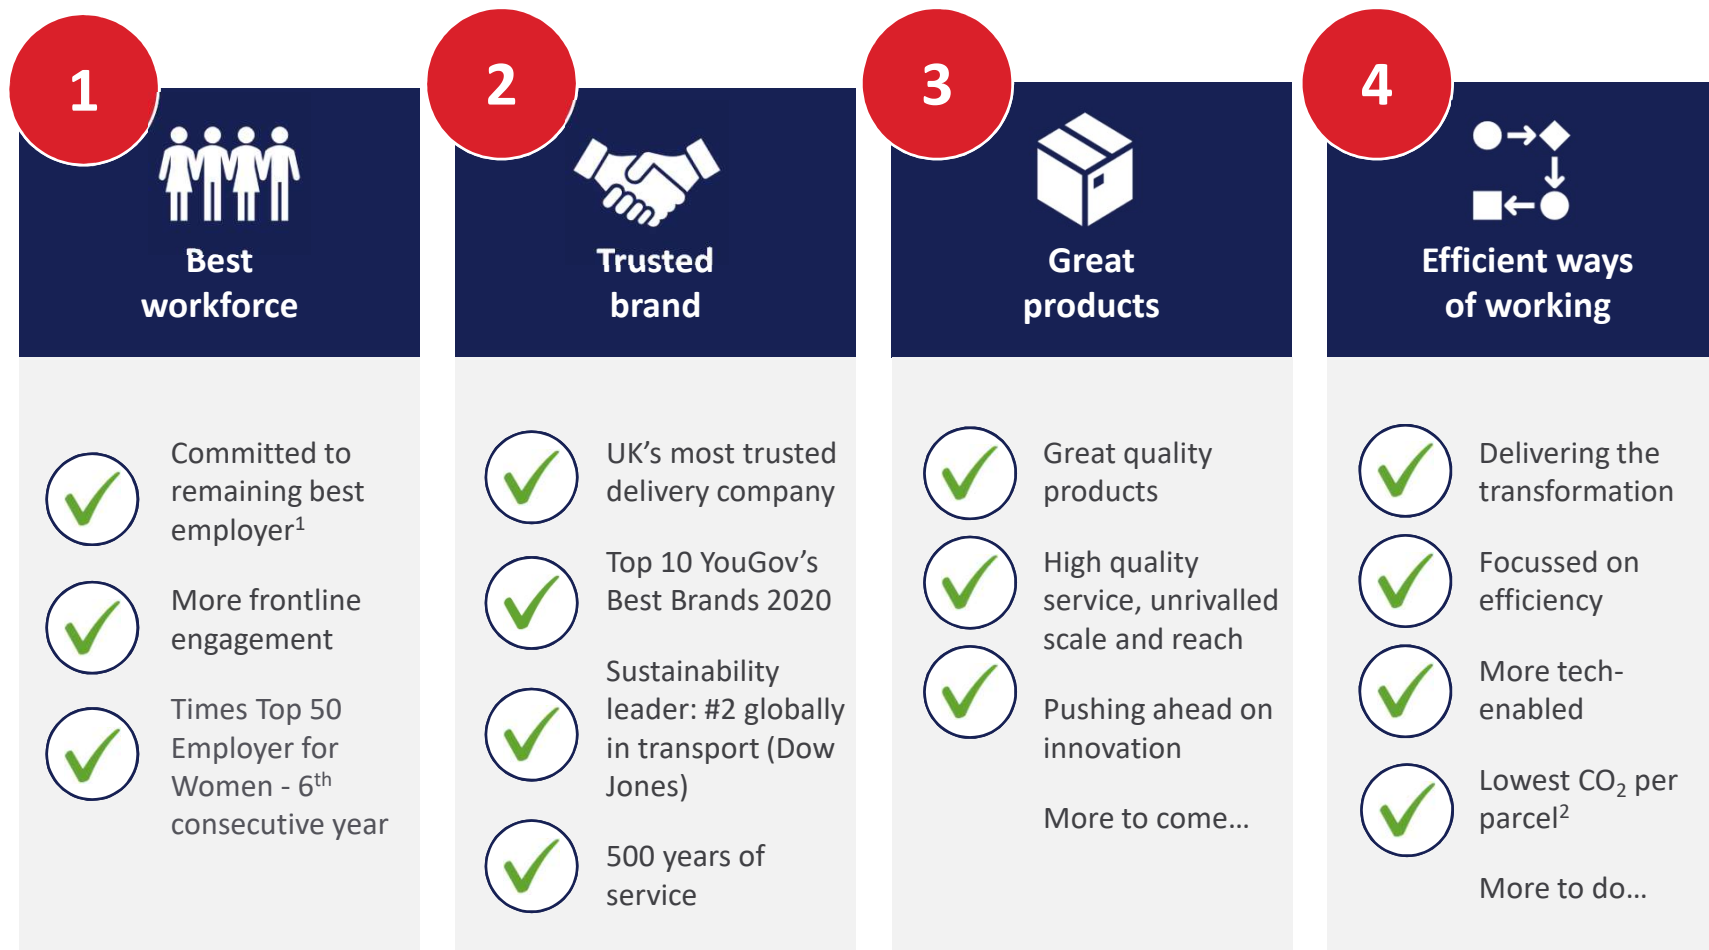 1
Best
workforce
Committed to
remaining best
employer¹
More frontline
engagement
Times Top 50
Employer for
Women - 6th
consecutive year
2
Trusted
brand
UK’s most trusted
delivery company
Top 10 YouGov’s
Best Brands 2020
Sustainability
leader: #2 globally
in transport (Dow
Jones)
500 years of
service
3
Great
products
Great quality
products
High quality
service, unrivalled
scale and reach
Pushing ahead on
innovation
More to come…
4
Efficient ways
of working
Delivering the
transformation
Focussed on
efficiency
More tech-
enabled
Lowest CO₂ per
parcel²
More to do…